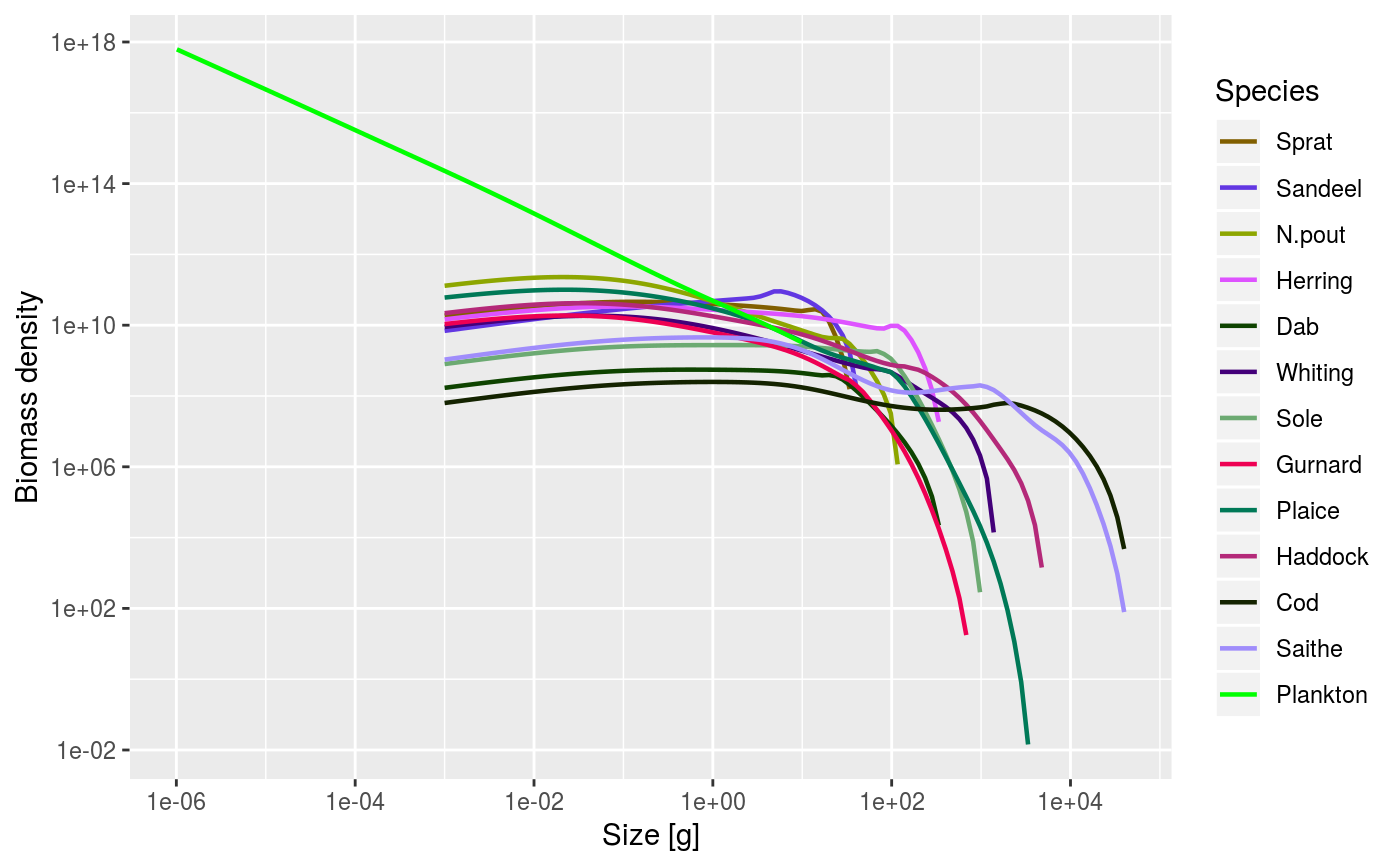 Biomass density
1e+18
1e+14
1e+10
1e+06
1e+02
1e-02
1e-06
1e-04
1e-02
1e+00
1e+02
1e+04
Size [g]
Species
Sprat
Sandeel
N.pout
Herring
Dab
Whiting
Sole
Gurnard
Plaice
Haddock
Cod
Saithe
Plankton